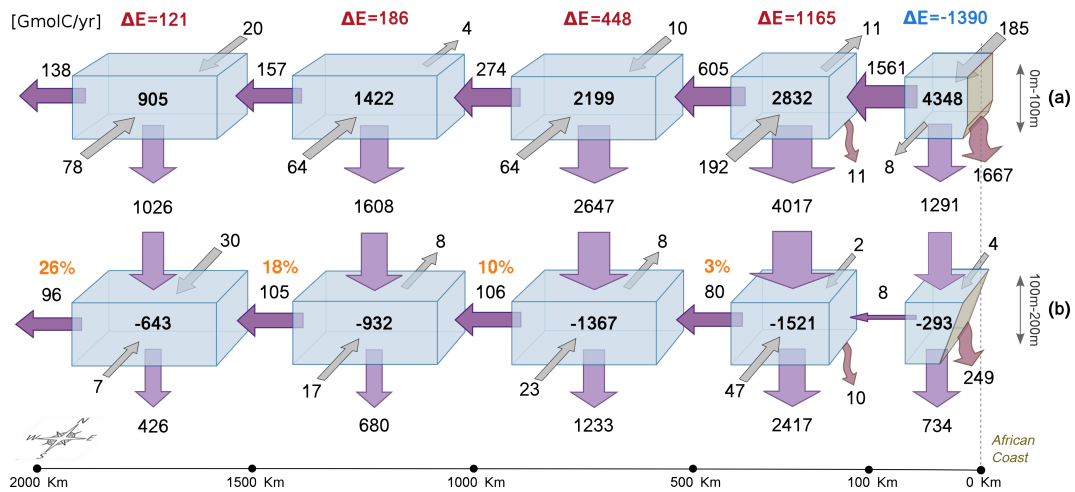 [GmolC/yr] ΔE=121 ΔE=186 ΔE=448 ΔE=1165 ΔE=-1390
20 4 10 11 185
138 157 274 605 1561
905 1422 2199 2832 4348 0m-100m (a)
78 64 64 192 11 8 1667
1026 1608 2647 4017 1291
30 8 8 2 4
26% 18% 10% 3%
96 105 106 80 8
-643 -932 -1367 -1521 -293 100m-200m (b)
7 17 23 47 10 249
426 680 1233 2417 734
N
W E
S
African
Coast
2000 Km 1500 Km 1000 Km 500 Km 100 Km 0 Km